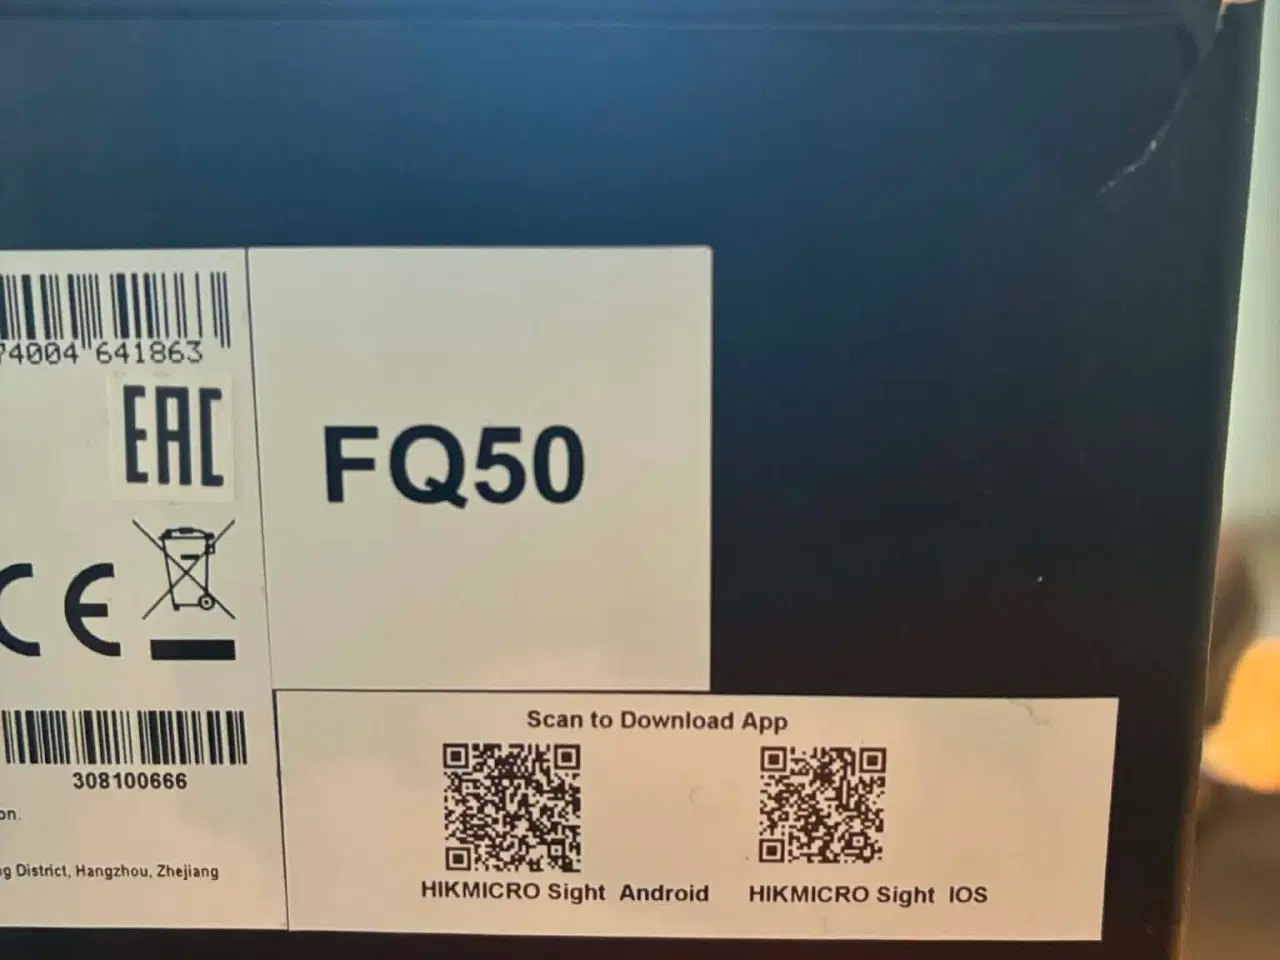 74004 641863
EAC
FQ50
CE
308100666
on.
g District, Hangzhou, Zhejiang
Scan to Download App
HIKMICRO Sight Android
HIKMICRO Sight IOS